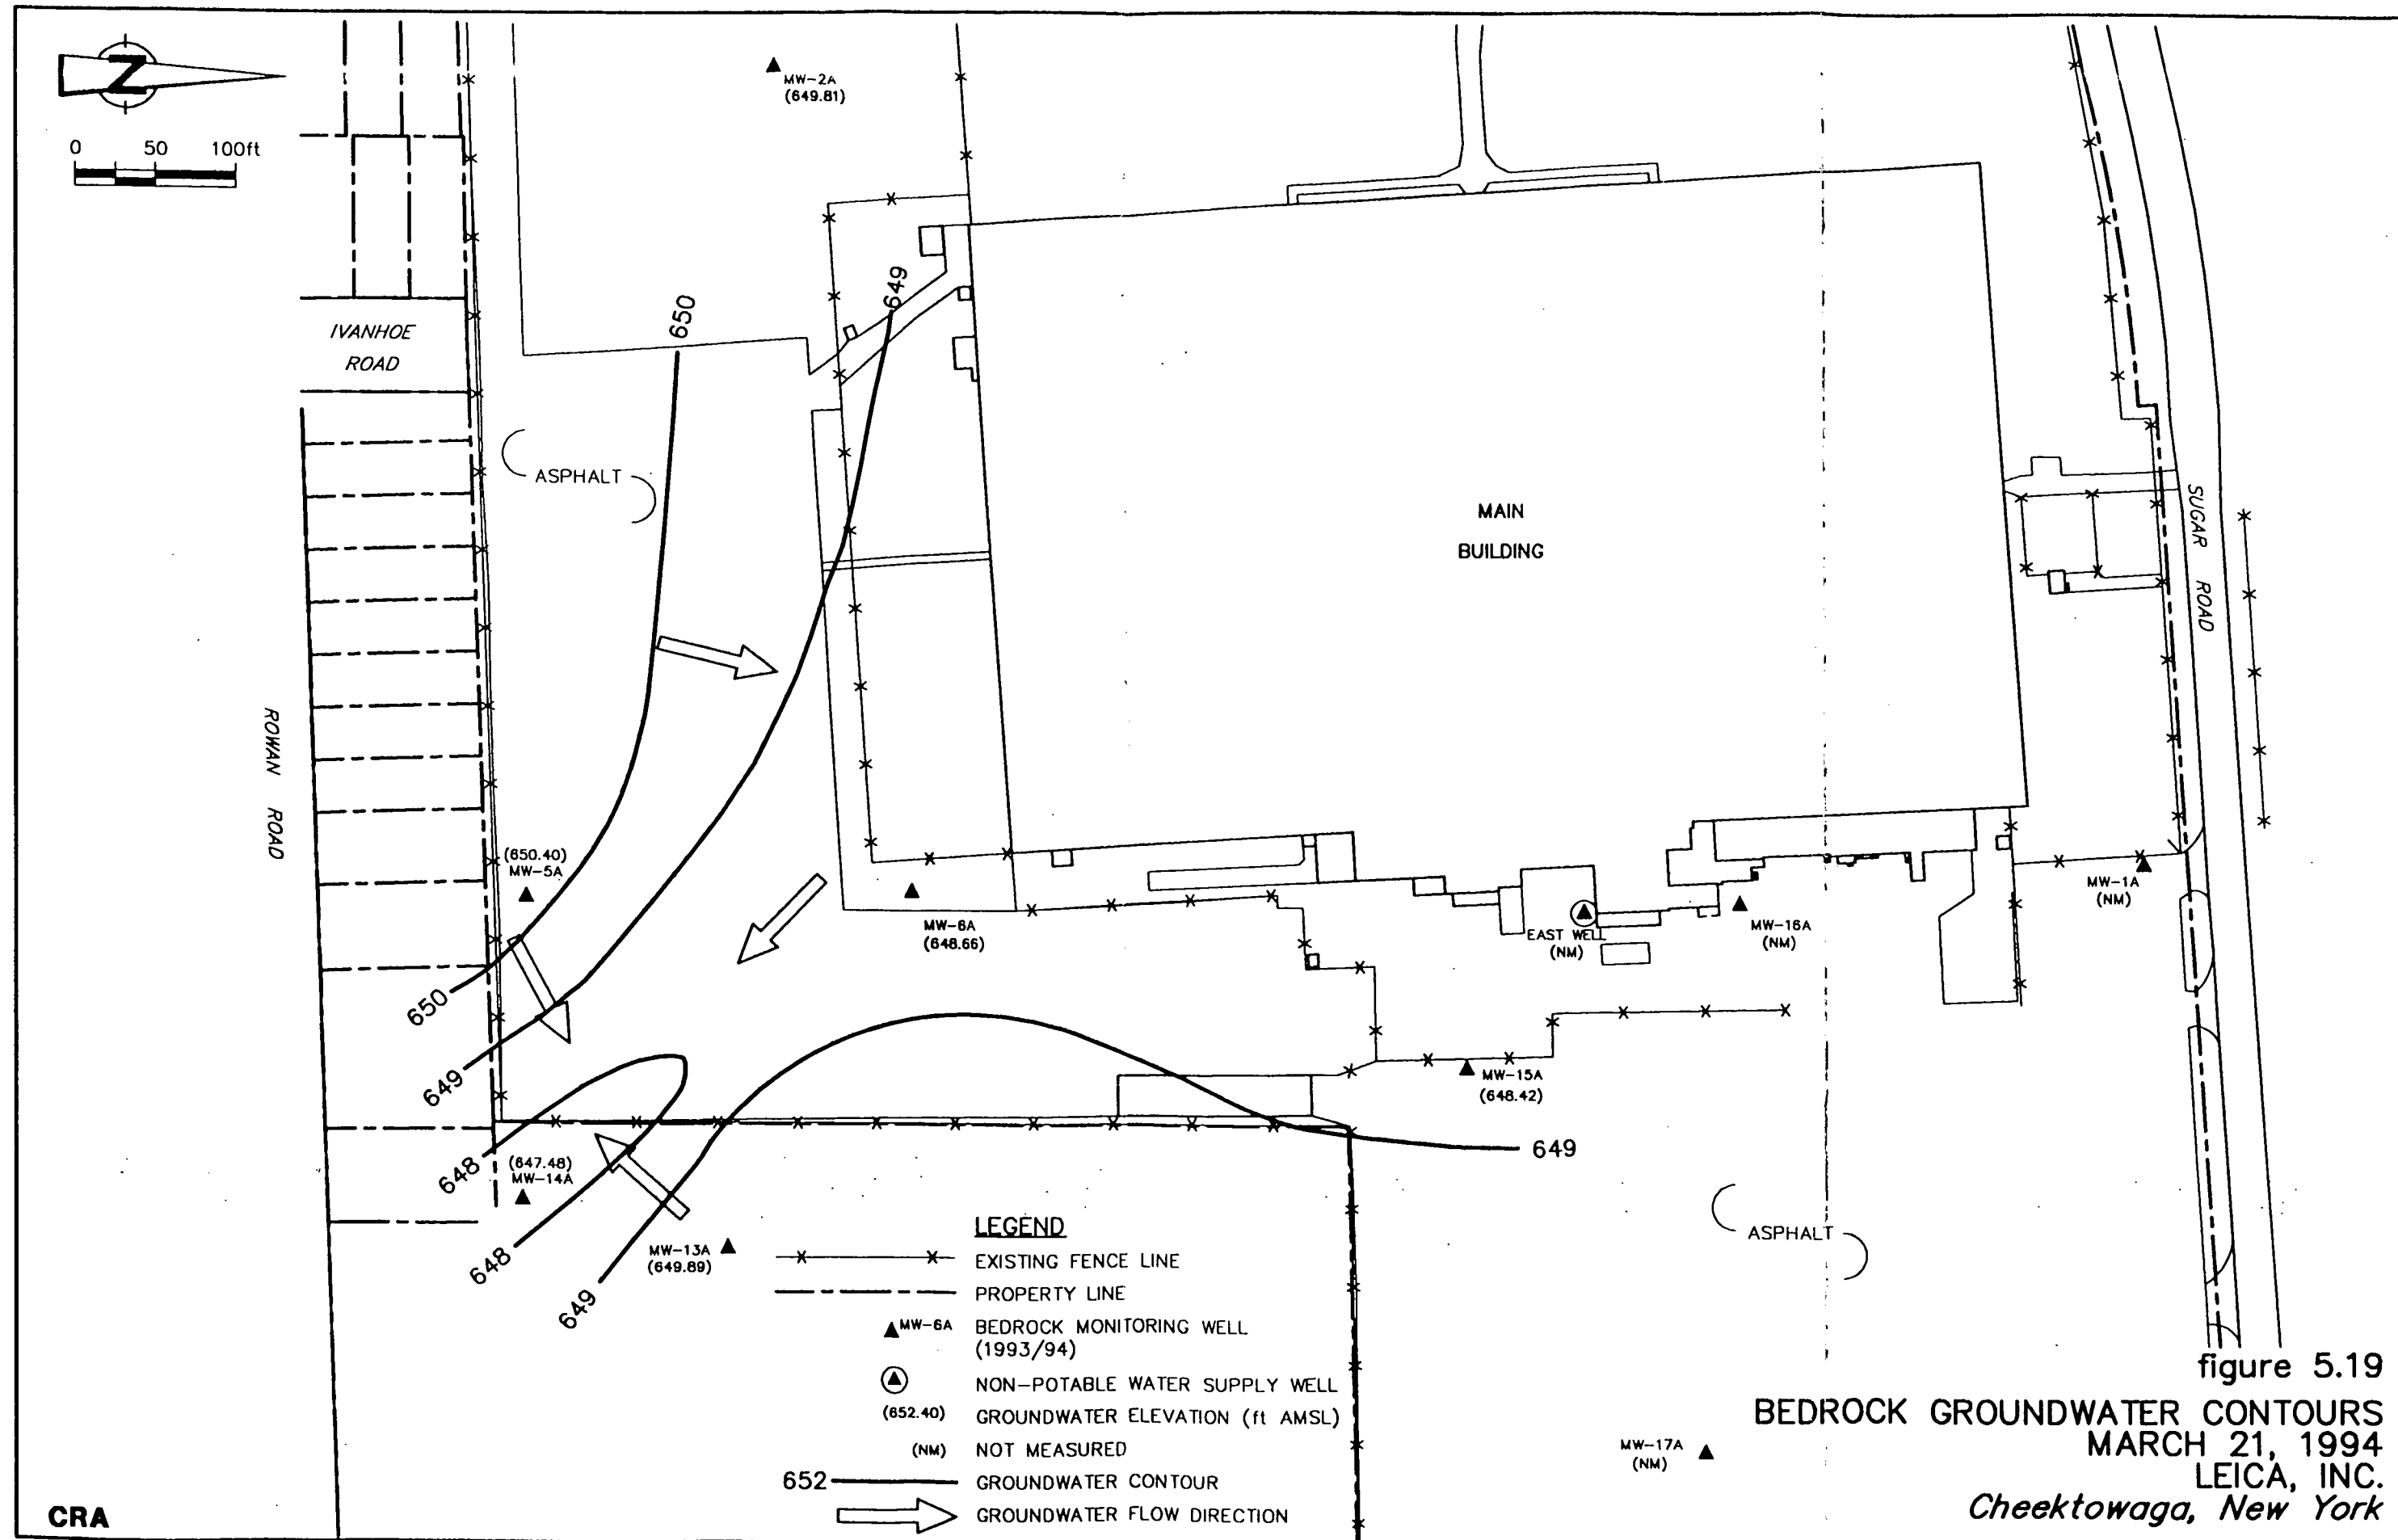 N
0 50 100ft
MW-2A
(649.81)
IVANHOE
ROAD
650
649
ASPHALT
MAIN
BUILDING
SUGAR ROAD
ROWAN ROAD
(650.40)
MW-5A
MW-6A
(648.66)
EAST WELL
(NM)
MW-16A
(NM)
MW-1A
(NM)
650
649
MW-15A
(648.42)
649
648
(647.48)
MW-14A
648
MW-13A
(649.89)
649
ASPHALT
LEGEND
EXISTING FENCE LINE
PROPERTY LINE
MW-6A BEDROCK MONITORING WELL
(1993/94)
NON-POTABLE WATER SUPPLY WELL
(652.40) GROUNDWATER ELEVATION (ft AMSL)
(NM) NOT MEASURED
652 GROUNDWATER CONTOUR
GROUNDWATER FLOW DIRECTION
MW-17A
(NM)
figure 5.19
BEDROCK GROUNDWATER CONTOURS
MARCH 21, 1994
LEICA, INC.
Cheektowaga, New York
CRA